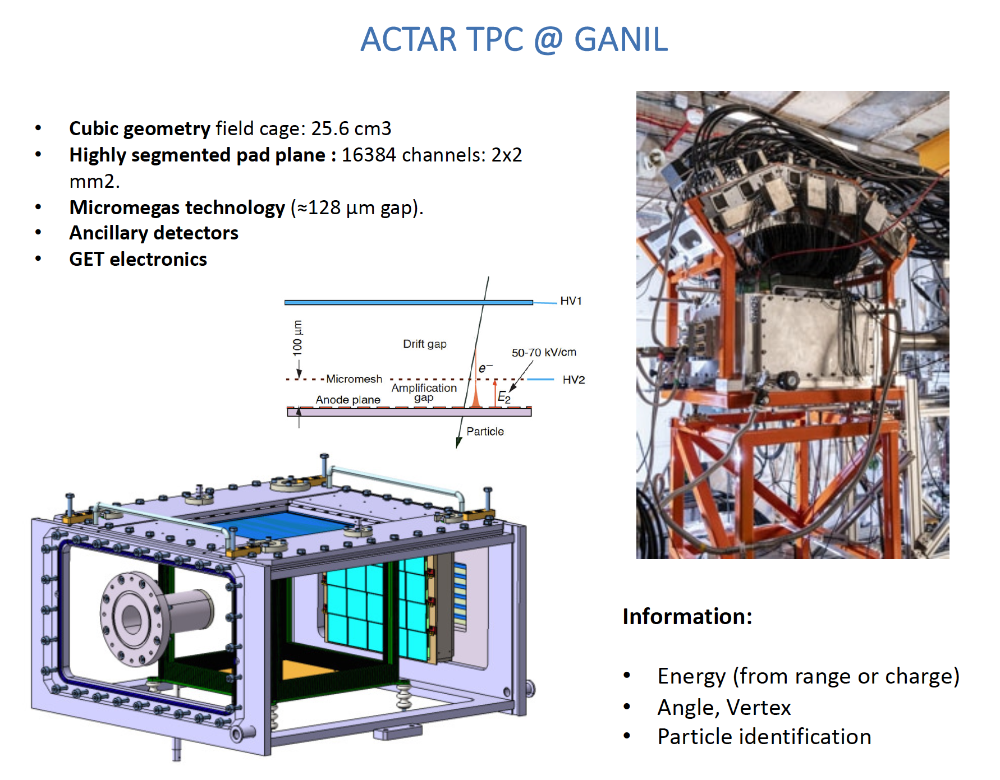 ACTAR TPC @ GANIL
• Cubic geometry field cage: 25.6 cm3
• Highly segmented pad plane : 16384 channels: 2x2
mm2.
• Micromegas technology (≈128 µm gap).
• Ancillary detectors
• GET electronics
HV1
100 µm
Drift gap
50-70 kV/cm
e−
Micromesh
HV2
Amplification
gap
E2
Anode plane
Particle
Information:
• Energy (from range or charge)
• Angle, Vertex
• Particle identification